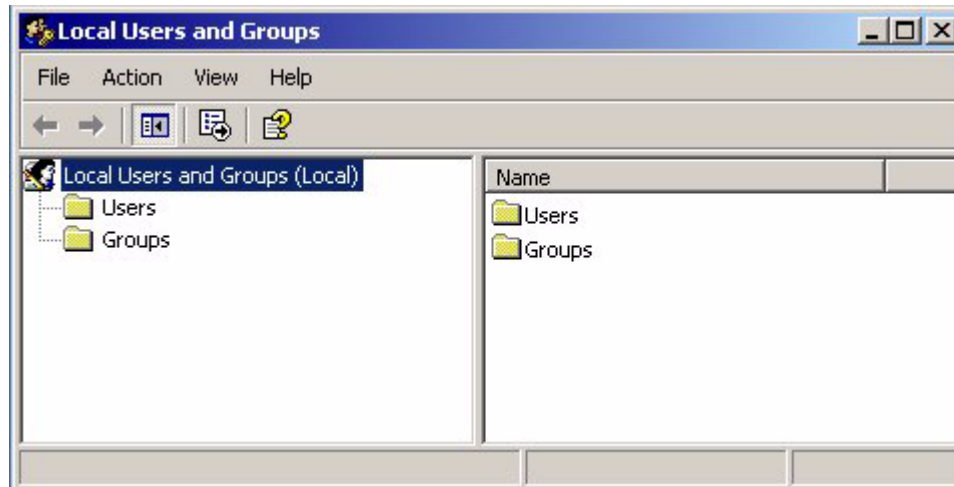 Local Users and Groups
File Action View Help
Local Users and Groups (Local)
Users
Groups
Name
Users
Groups